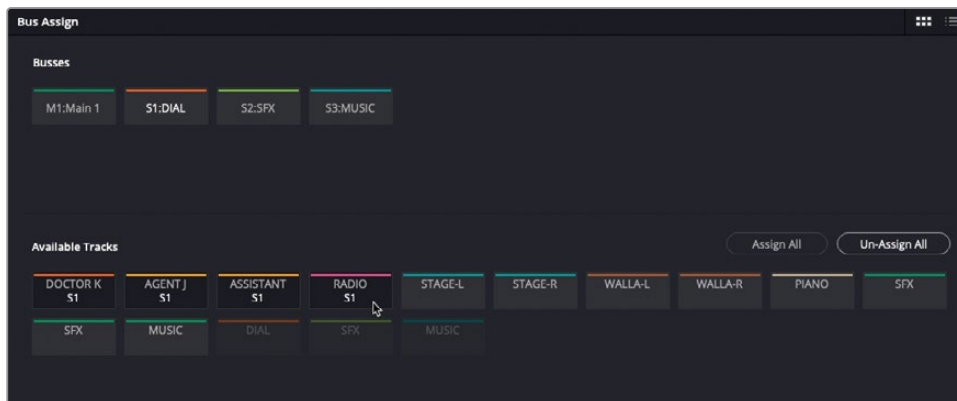 Bus Assign
Busses
M1:Main 1 S1:DIAL S2:SFX S3:MUSIC
Available Tracks Assign All Un-Assign All
DOCTOR K AGENT J ASSISTANT RADIO STAGE-L STAGE-R WALLA-L WALLA-R PIANO SFX
S1 S1 S1 S1
SFX MUSIC DIAL SFX MUSIC